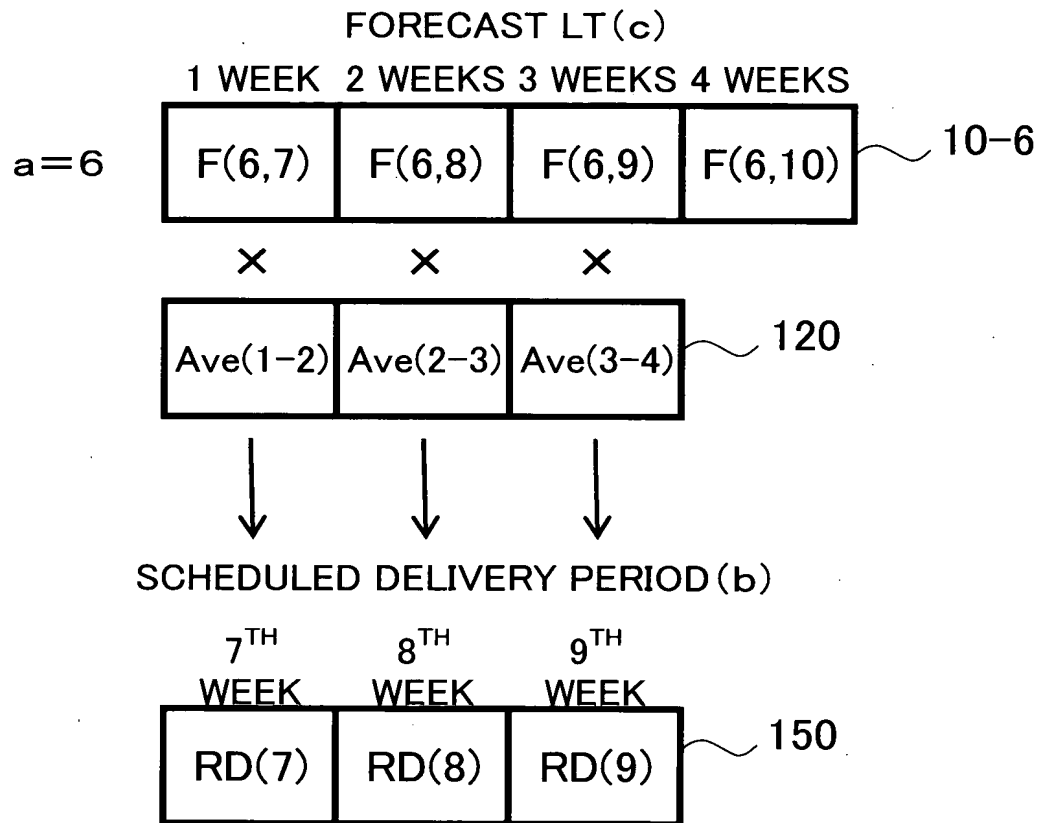 FORECAST LT(c)
1 WEEK 2 WEEKS 3 WEEKS 4 WEEKS
a=6 F(6,7) F(6,8) F(6,9) F(6,10) 10-6
× × ×
Ave(1-2) Ave(2-3) Ave(3-4) 120
SCHEDULED DELIVERY PERIOD(b)
7TH 8TH 9TH
WEEK WEEK WEEK
RD(7) RD(8) RD(9) 150